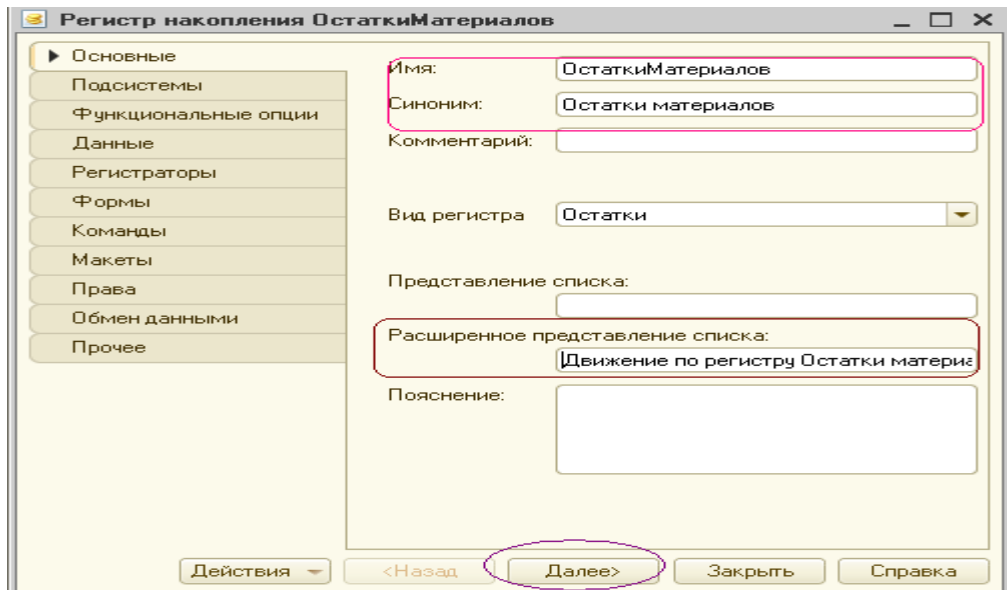 Регистр накопления ОстаткиМатериалов
Основные
Подсистемы
Функциональные опции
Данные
Регистраторы
Формы
Команды
Макеты
Права
Обмен данными
Прочее
Имя: ОстаткиМатериалов
Синоним: Остатки материалов
Комментарий:
Вид регистра Остатки
Представление списка:
Расширенное представление списка:
Движение по регистру Остатки материа
Пояснение:
Действия <Назад Далее> Закрыть Справка